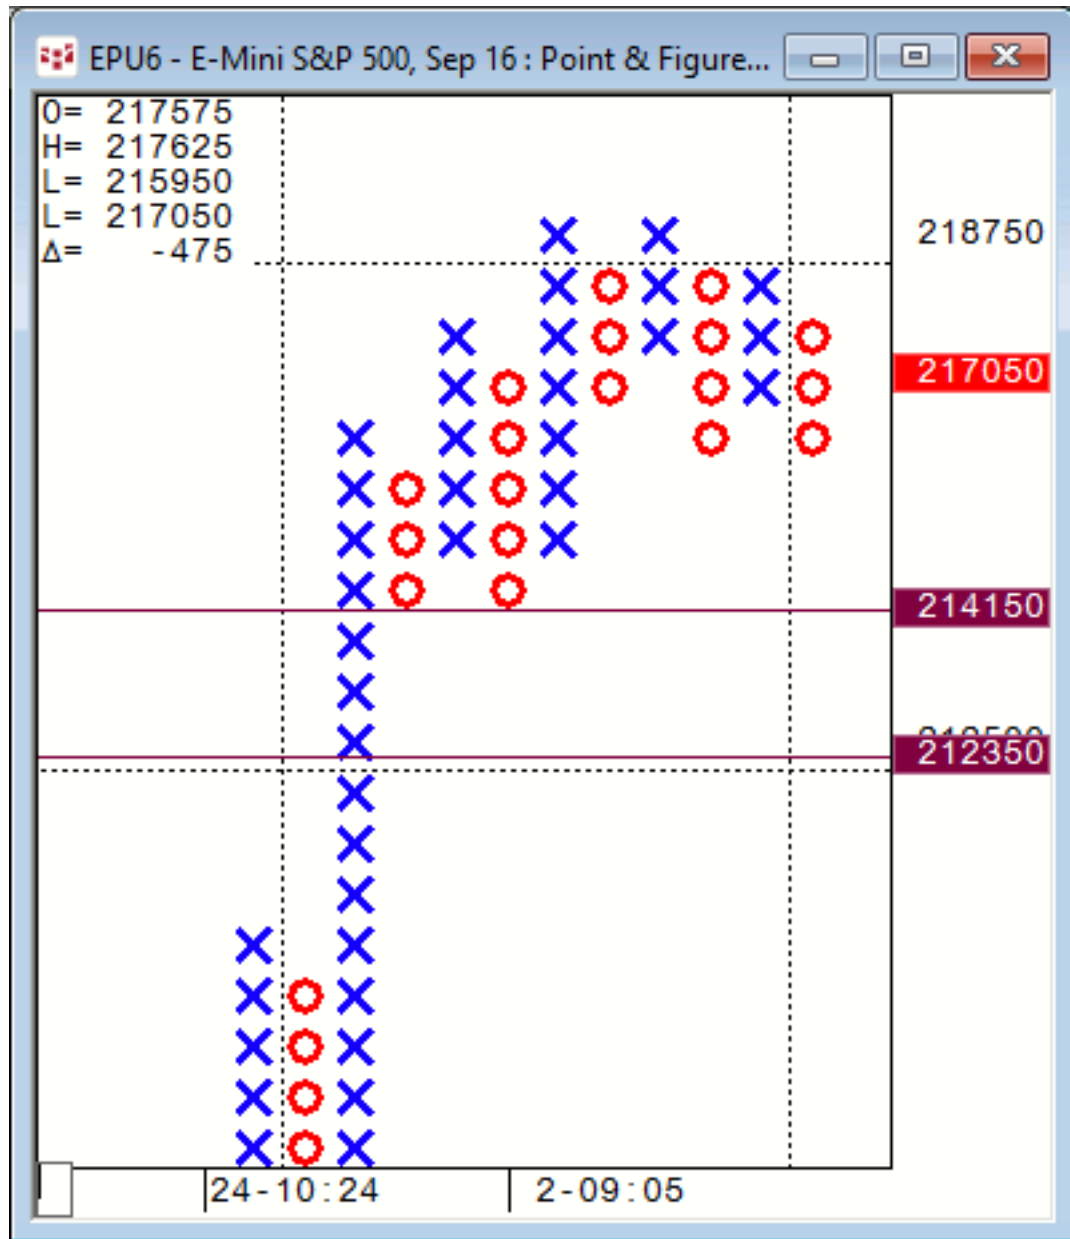 EPU6 - E-Mini S&P 500, Sep 16 : Point & Figure...
O= 217575
H= 217625
L= 215950
L= 217050
Δ= -475
218750
217050
214150
212350
24-10:24
2-09:05